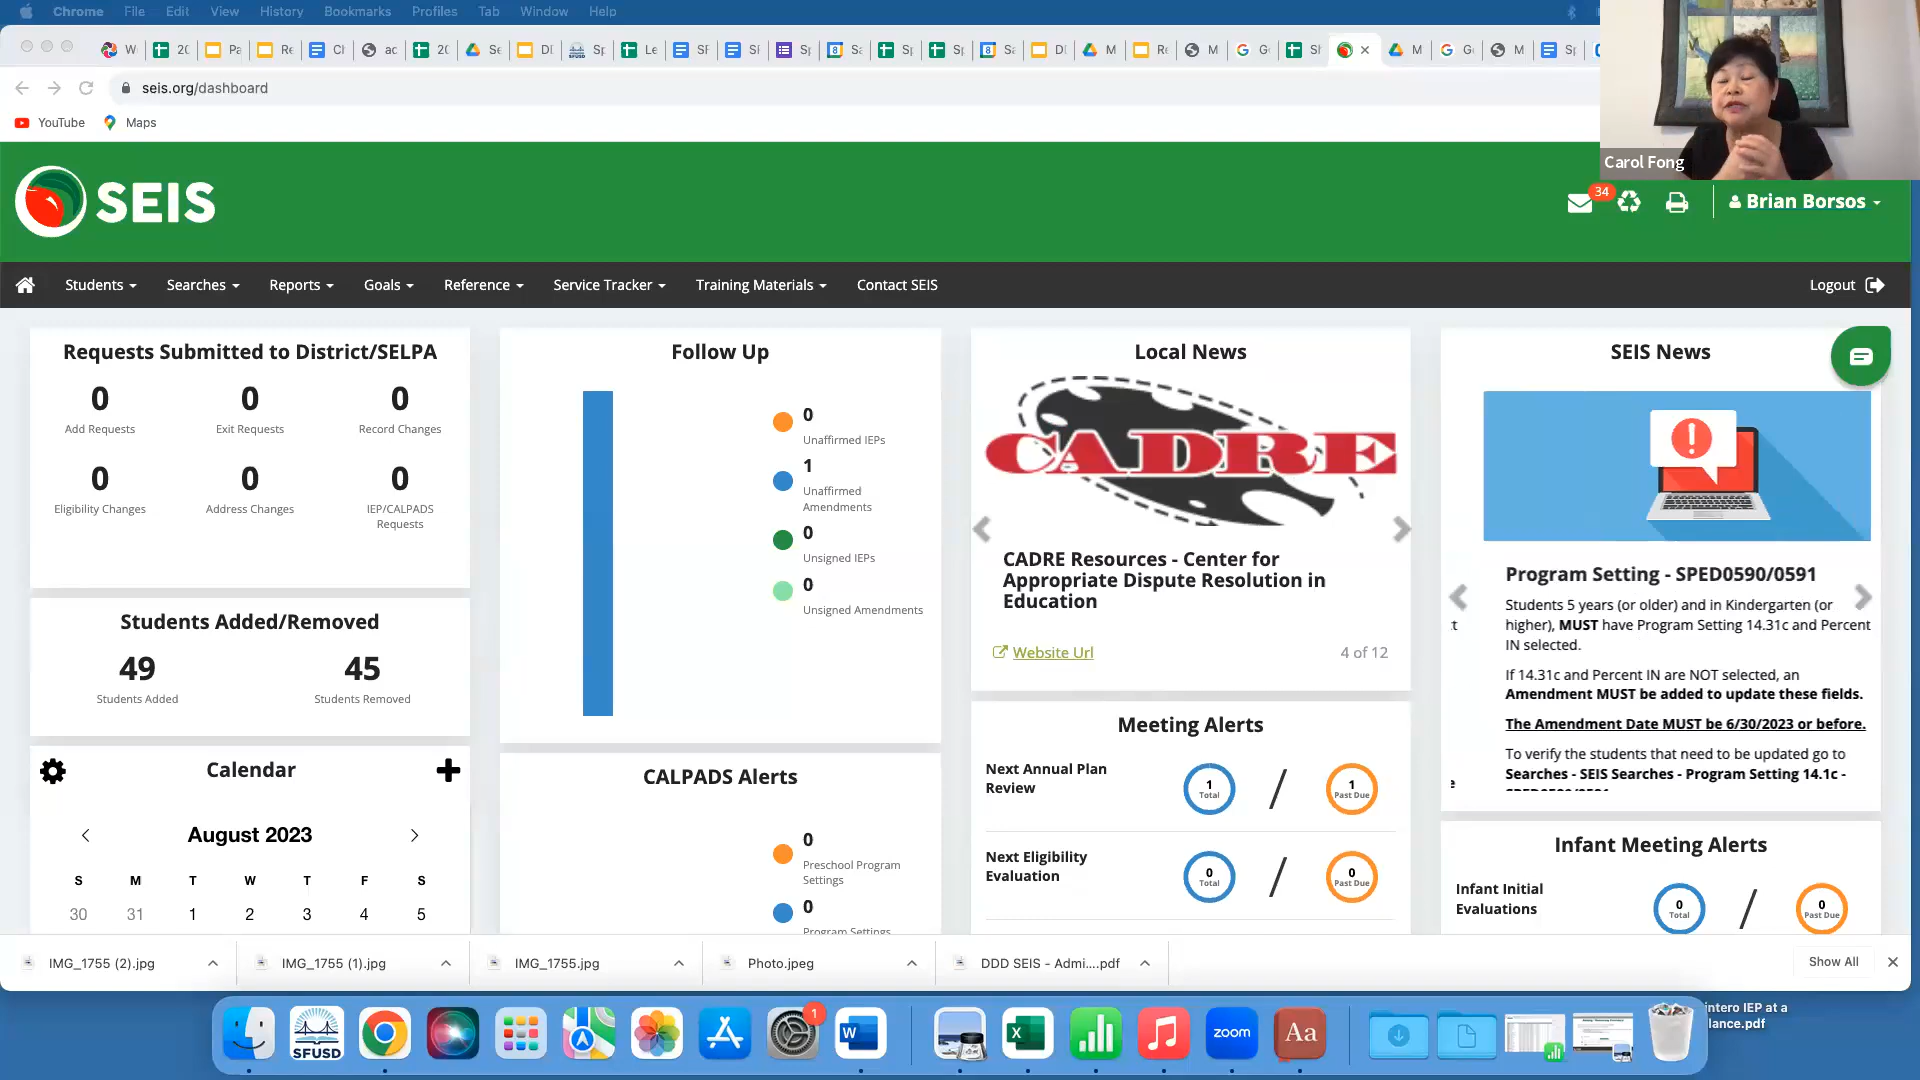 Chrome File Edit View History Bookmarks Profiles Tab Window Help
seis.org/dashboard
YouTube Maps
Carol Fong
SEIS
34
Brian Borsos
Students Searches Reports Goals Reference Service Tracker Training Materials Contact SEIS Logout
Requests Submitted to District/SELPA
0 0 0
Add Requests Exit Requests Record Changes
0 0 0
Eligibility Changes Address Changes IEP/CALPADS
Requests
Students Added/Removed
49 45
Students Added Students Removed
Calendar
August 2023
S M T W T F S
30 31 1 2 3 4 5
Follow Up
0
Unaffirmed IEPs
1
Unaffirmed
Amendments
0
Unsigned IEPs
0
Unsigned Amendments
CALPADS Alerts
0
Preschool Program
Settings
0
Program Settings
Local News
CADRE
CADRE Resources - Center for
Appropriate Dispute Resolution in
Education
Website Url 4 of 12
Meeting Alerts
Next Annual Plan
Review
1 Total / 1 Past Due
Next Eligibility
Evaluation
0 Total / 0 Past Due
SEIS News
Program Setting - SPED0590/0591
Students 5 years (or older) and in Kindergarten (or
higher), MUST have Program Setting 14.31c and Percent
IN selected.
If 14.31c and Percent IN are NOT selected, an
Amendment MUST be added to update these fields.
The Amendment Date MUST be 6/30/2023 or before.
To verify the students that need to be updated go to
Searches - SEIS Searches - Program Setting 14.1c -
Infant Meeting Alerts
Infant Initial
Evaluations
0 Total / 0 Past Due
IMG_1755 (2).jpg IMG_1755 (1).jpg IMG_1755.jpg Photo.jpeg DDD SEIS - Admi....pdf Show All
SFUSD
1
W
X
zoom
Aa
intero IEP at a
lance.pdf